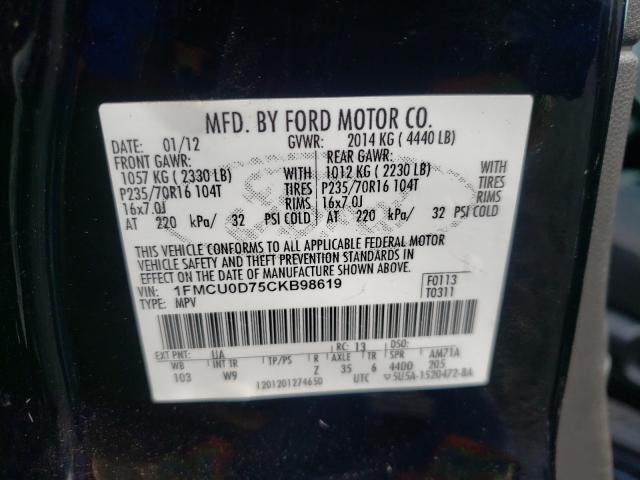 MFD. BY FORD MOTOR CO.
DATE: 01/12 GVWR: 2014 KG ( 4440 LB)
FRONT GAWR: REAR GAWR:
1057 KG ( 2330 LB) WITH 1012 KG ( 2230 LB) WITH
P235/70R16 104T TIRES P235/70R16 104T TIRES
16x7.0J RIMS 16x7.0J RIMS
AT 220 kPa/ 32 PSI COLD AT 220 kPa/ 32 PSI COLD
THIS VEHICLE CONFORMS TO ALL APPLICABLE FEDERAL MOTOR
VEHICLE SAFETY AND THEFT PREVENTION STANDARDS IN
EFFECT ON THE DATE OF MANUFACTURE SHOWN ABOVE.
VIN: 1FMCU0D75CKB98619 F0113
TYPE: MPV T0311
EXT PNT: UA RC: 13 DSO:
WB INT TR TP/PS R AXLE TR SPR AM71A
103 W9 Z 35 6 44DD 205
1201201274650 UTC 5U5A-1520472-BA